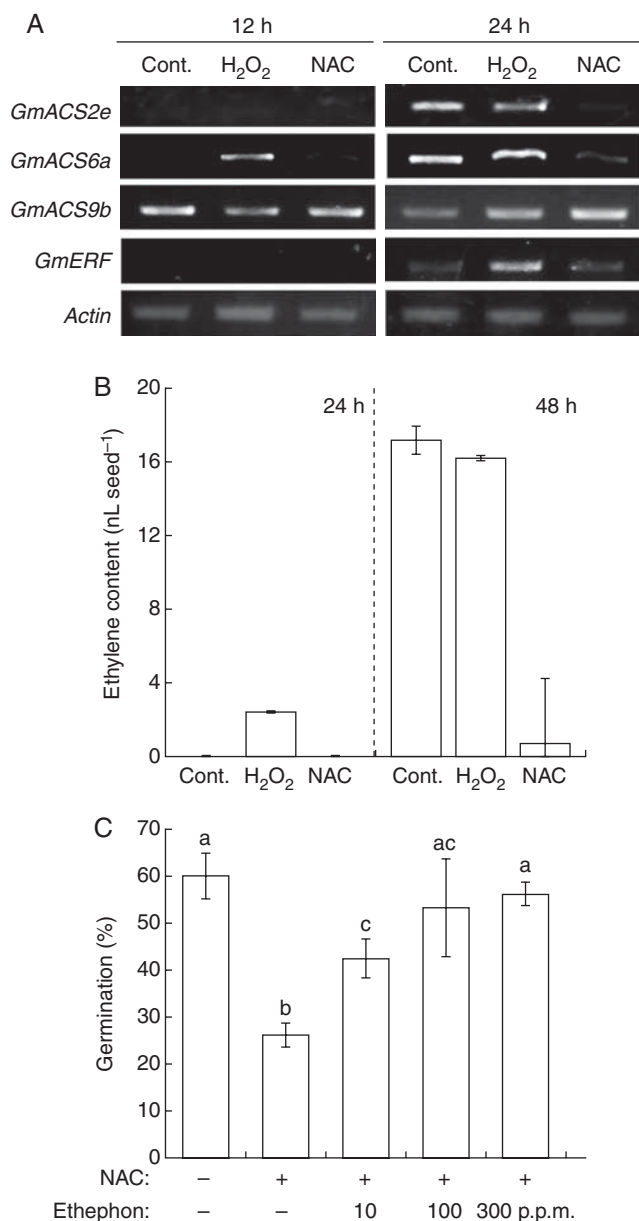 A
12 h 24 h
Cont. H₂O₂ NAC Cont. H₂O₂ NAC
GmACS2e
GmACS6a
GmACS9b
GmERF
Actin
B
24 h 48 h
20
16
12
8
4
0
Ethylene content (nL seed⁻¹)
Cont. H₂O₂ NAC Cont. H₂O₂ NAC
C
70
60
50
40
30
20
10
0
Germination (%)
a b c ac a
NAC: – + + + +
Ethephon: – – 10 100 300 p.p.m.